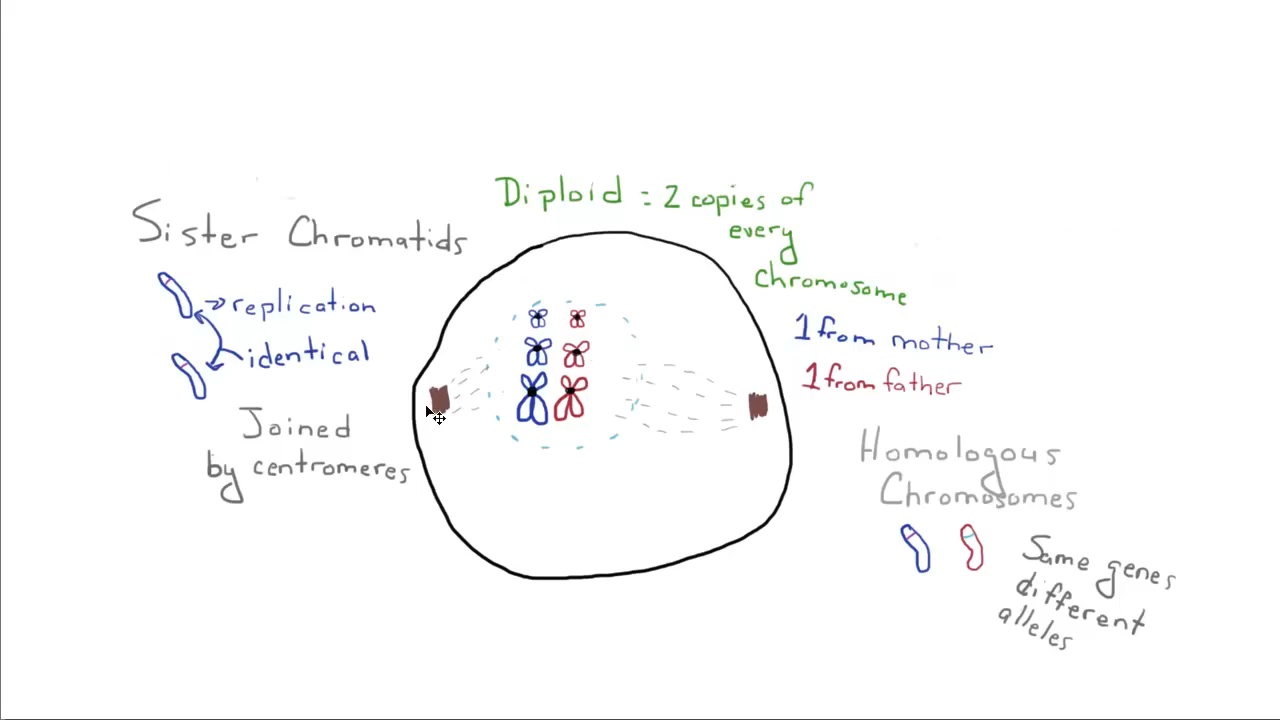 Diploid = 2 copies of
every
chromosome
1 from mother
1 from father
Sister Chromatids
replication
identical
Joined
by centromeres
Homologous
Chromosomes
Same genes
different
alleles